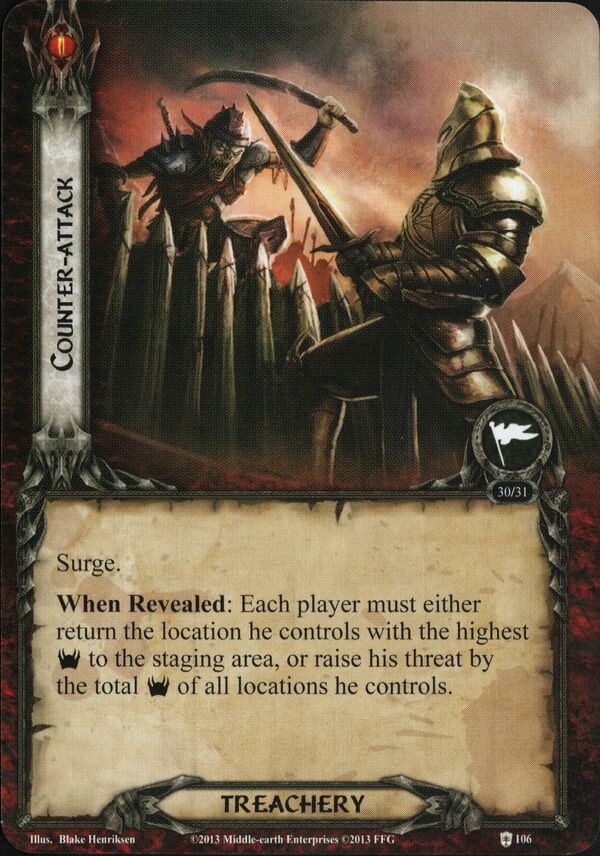 COUNTER-ATTACK
30/31
Surge.
When Revealed: Each player must either
return the location he controls with the highest
to the staging area, or raise his threat by
the total of all locations he controls.
TREACHERY
Illus. Blake Henriksen
©2013 Middle-earth Enterprises ©2013 FFG
106